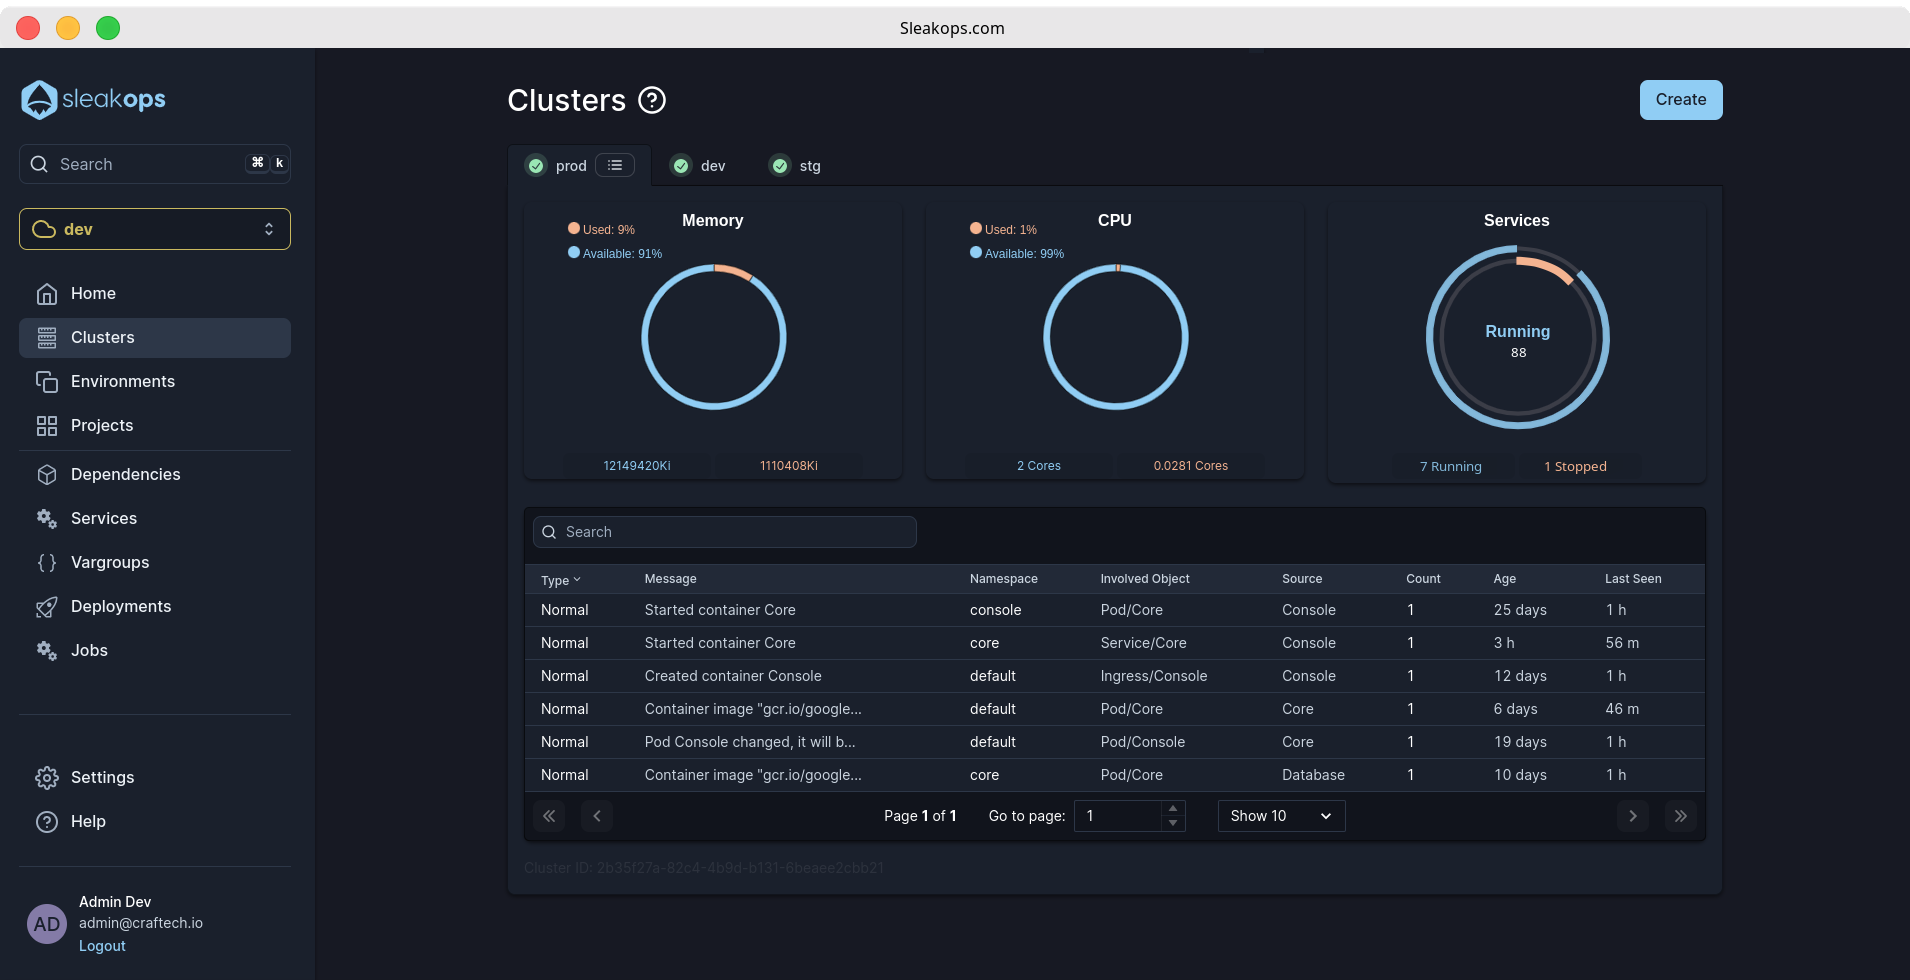 Sleakops.com
sleakops
Search ⌘ k
dev
Home
Clusters
Environments
Projects
Dependencies
Services
Vargroups
Deployments
Jobs
Settings
Help
AD
Admin Dev
admin@craftech.io
Logout
Clusters
Create
prod
dev
stg
Memory
Used: 9%
Available: 91%
12149420Ki 1110408Ki
CPU
Used: 1%
Available: 99%
2 Cores 0.0281 Cores
Services
Running
88
7 Running 1 Stopped
Search
Type Message Namespace Involved Object Source Count Age Last Seen
Normal Started container Core console Pod/Core Console 1 25 days 1 h
Normal Started container Core core Service/Core Console 1 3 h 56 m
Normal Created container Console default Ingress/Console Console 1 12 days 1 h
Normal Container image "gcr.io/google... default Pod/Core Core 1 6 days 46 m
Normal Pod Console changed, it will b... default Pod/Console Core 1 19 days 1 h
Normal Container image "gcr.io/google... core Pod/Core Database 1 10 days 1 h
Page 1 of 1 Go to page: 1 Show 10
Cluster ID: 2b35f27a-82c4-4b9d-b131-6beaee2cbb21